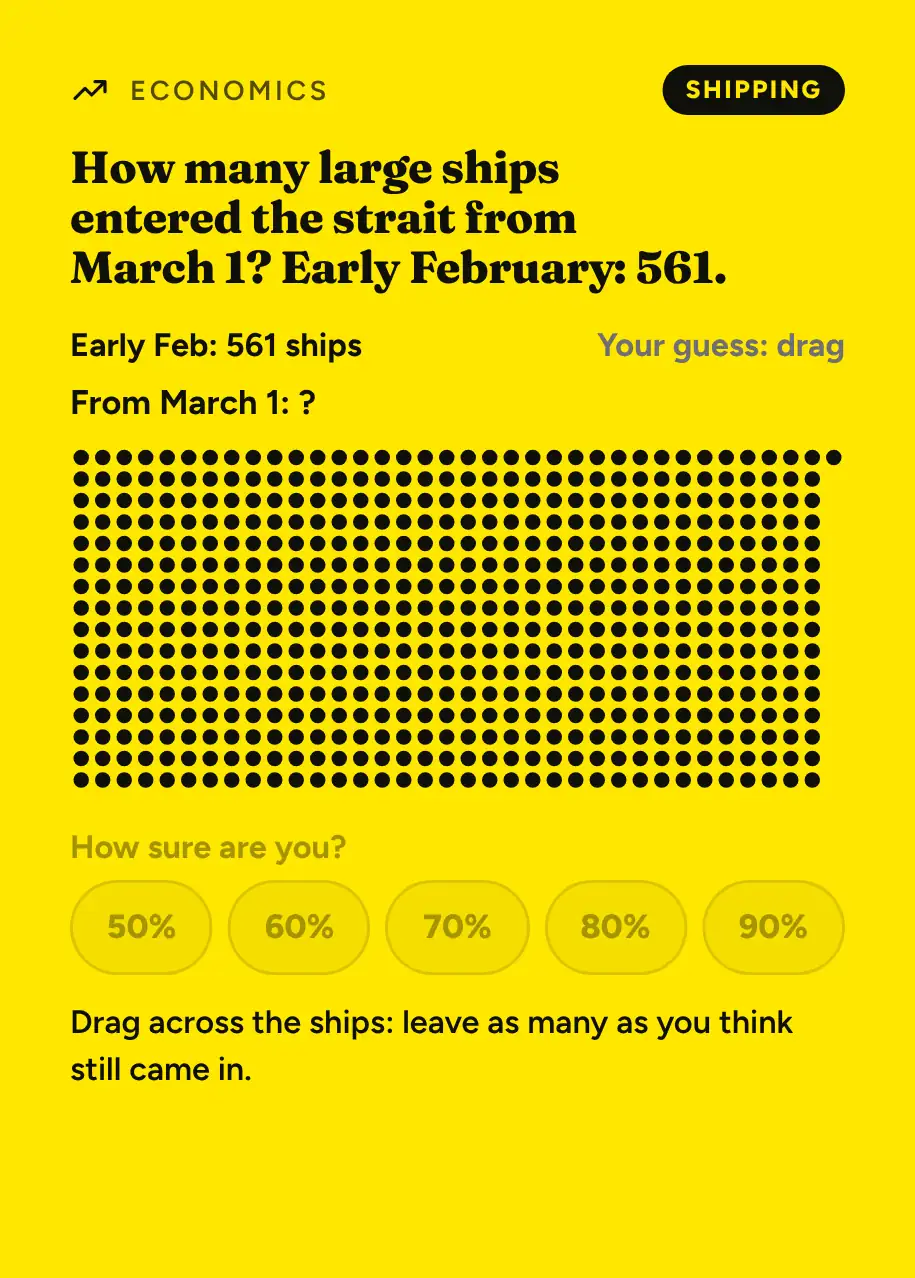 ECONOMICS
SHIPPING
How many large ships
entered the strait from
March 1? Early February: 561.
Early Feb: 561 ships
Your guess: drag
From March 1: ?
How sure are you?
50%
60%
70%
80%
90%
Drag across the ships: leave as many as you think
still came in.